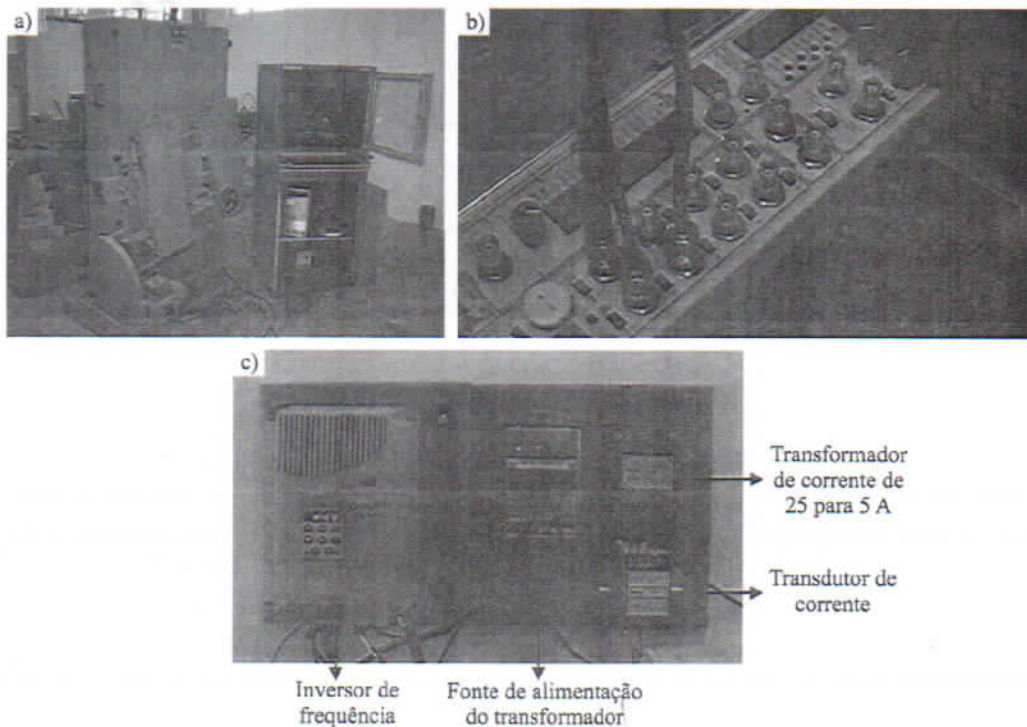 a)
b)
c)
Transformador
de corrente de
25 para 5 A
Transdutor de
corrente
Inversor de
frequência
Fonte de alimentação
do transformador